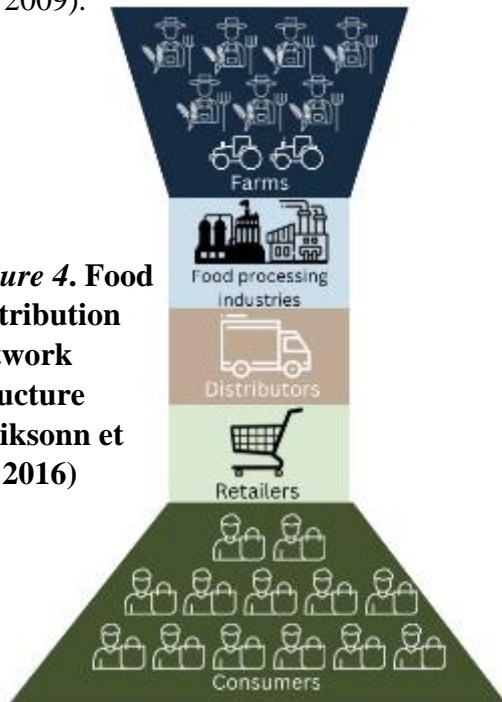 2009).
Farms
Food processing
industries
ure 4. Food
tribution
twork
ucture
iksonn et
2016)
Distributors
Retailers
Consumers